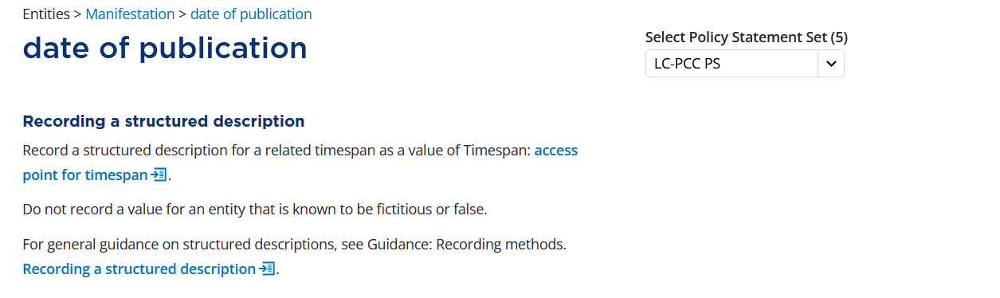 Entities > Manifestation > date of publication
date of publication
Select Policy Statement Set (5)
LC-PCC PS
Recording a structured description
Record a structured description for a related timespan as a value of Timespan: access
point for timespan.
Do not record a value for an entity that is known to be fictitious or false.
For general guidance on structured descriptions, see Guidance: Recording methods.
Recording a structured description.